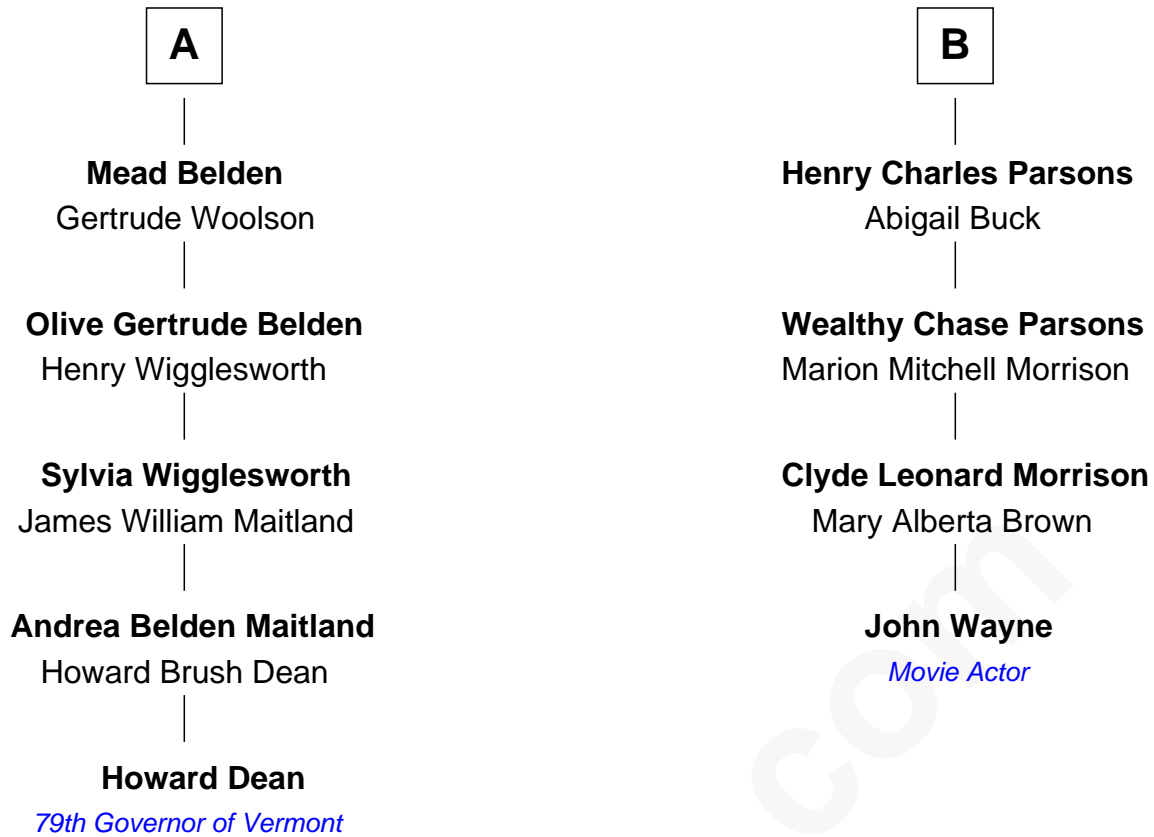 A
Mead Belden
Gertrude Woolson
Olive Gertrude Belden
Henry Wigglesworth
Sylvia Wigglesworth
James William Maitland
Andrea Belden Maitland
Howard Brush Dean
Howard Dean
79th Governor of Vermont
B
Henry Charles Parsons
Abigail Buck
Wealthy Chase Parsons
Marion Mitchell Morrison
Clyde Leonard Morrison
Mary Alberta Brown
John Wayne
Movie Actor
com